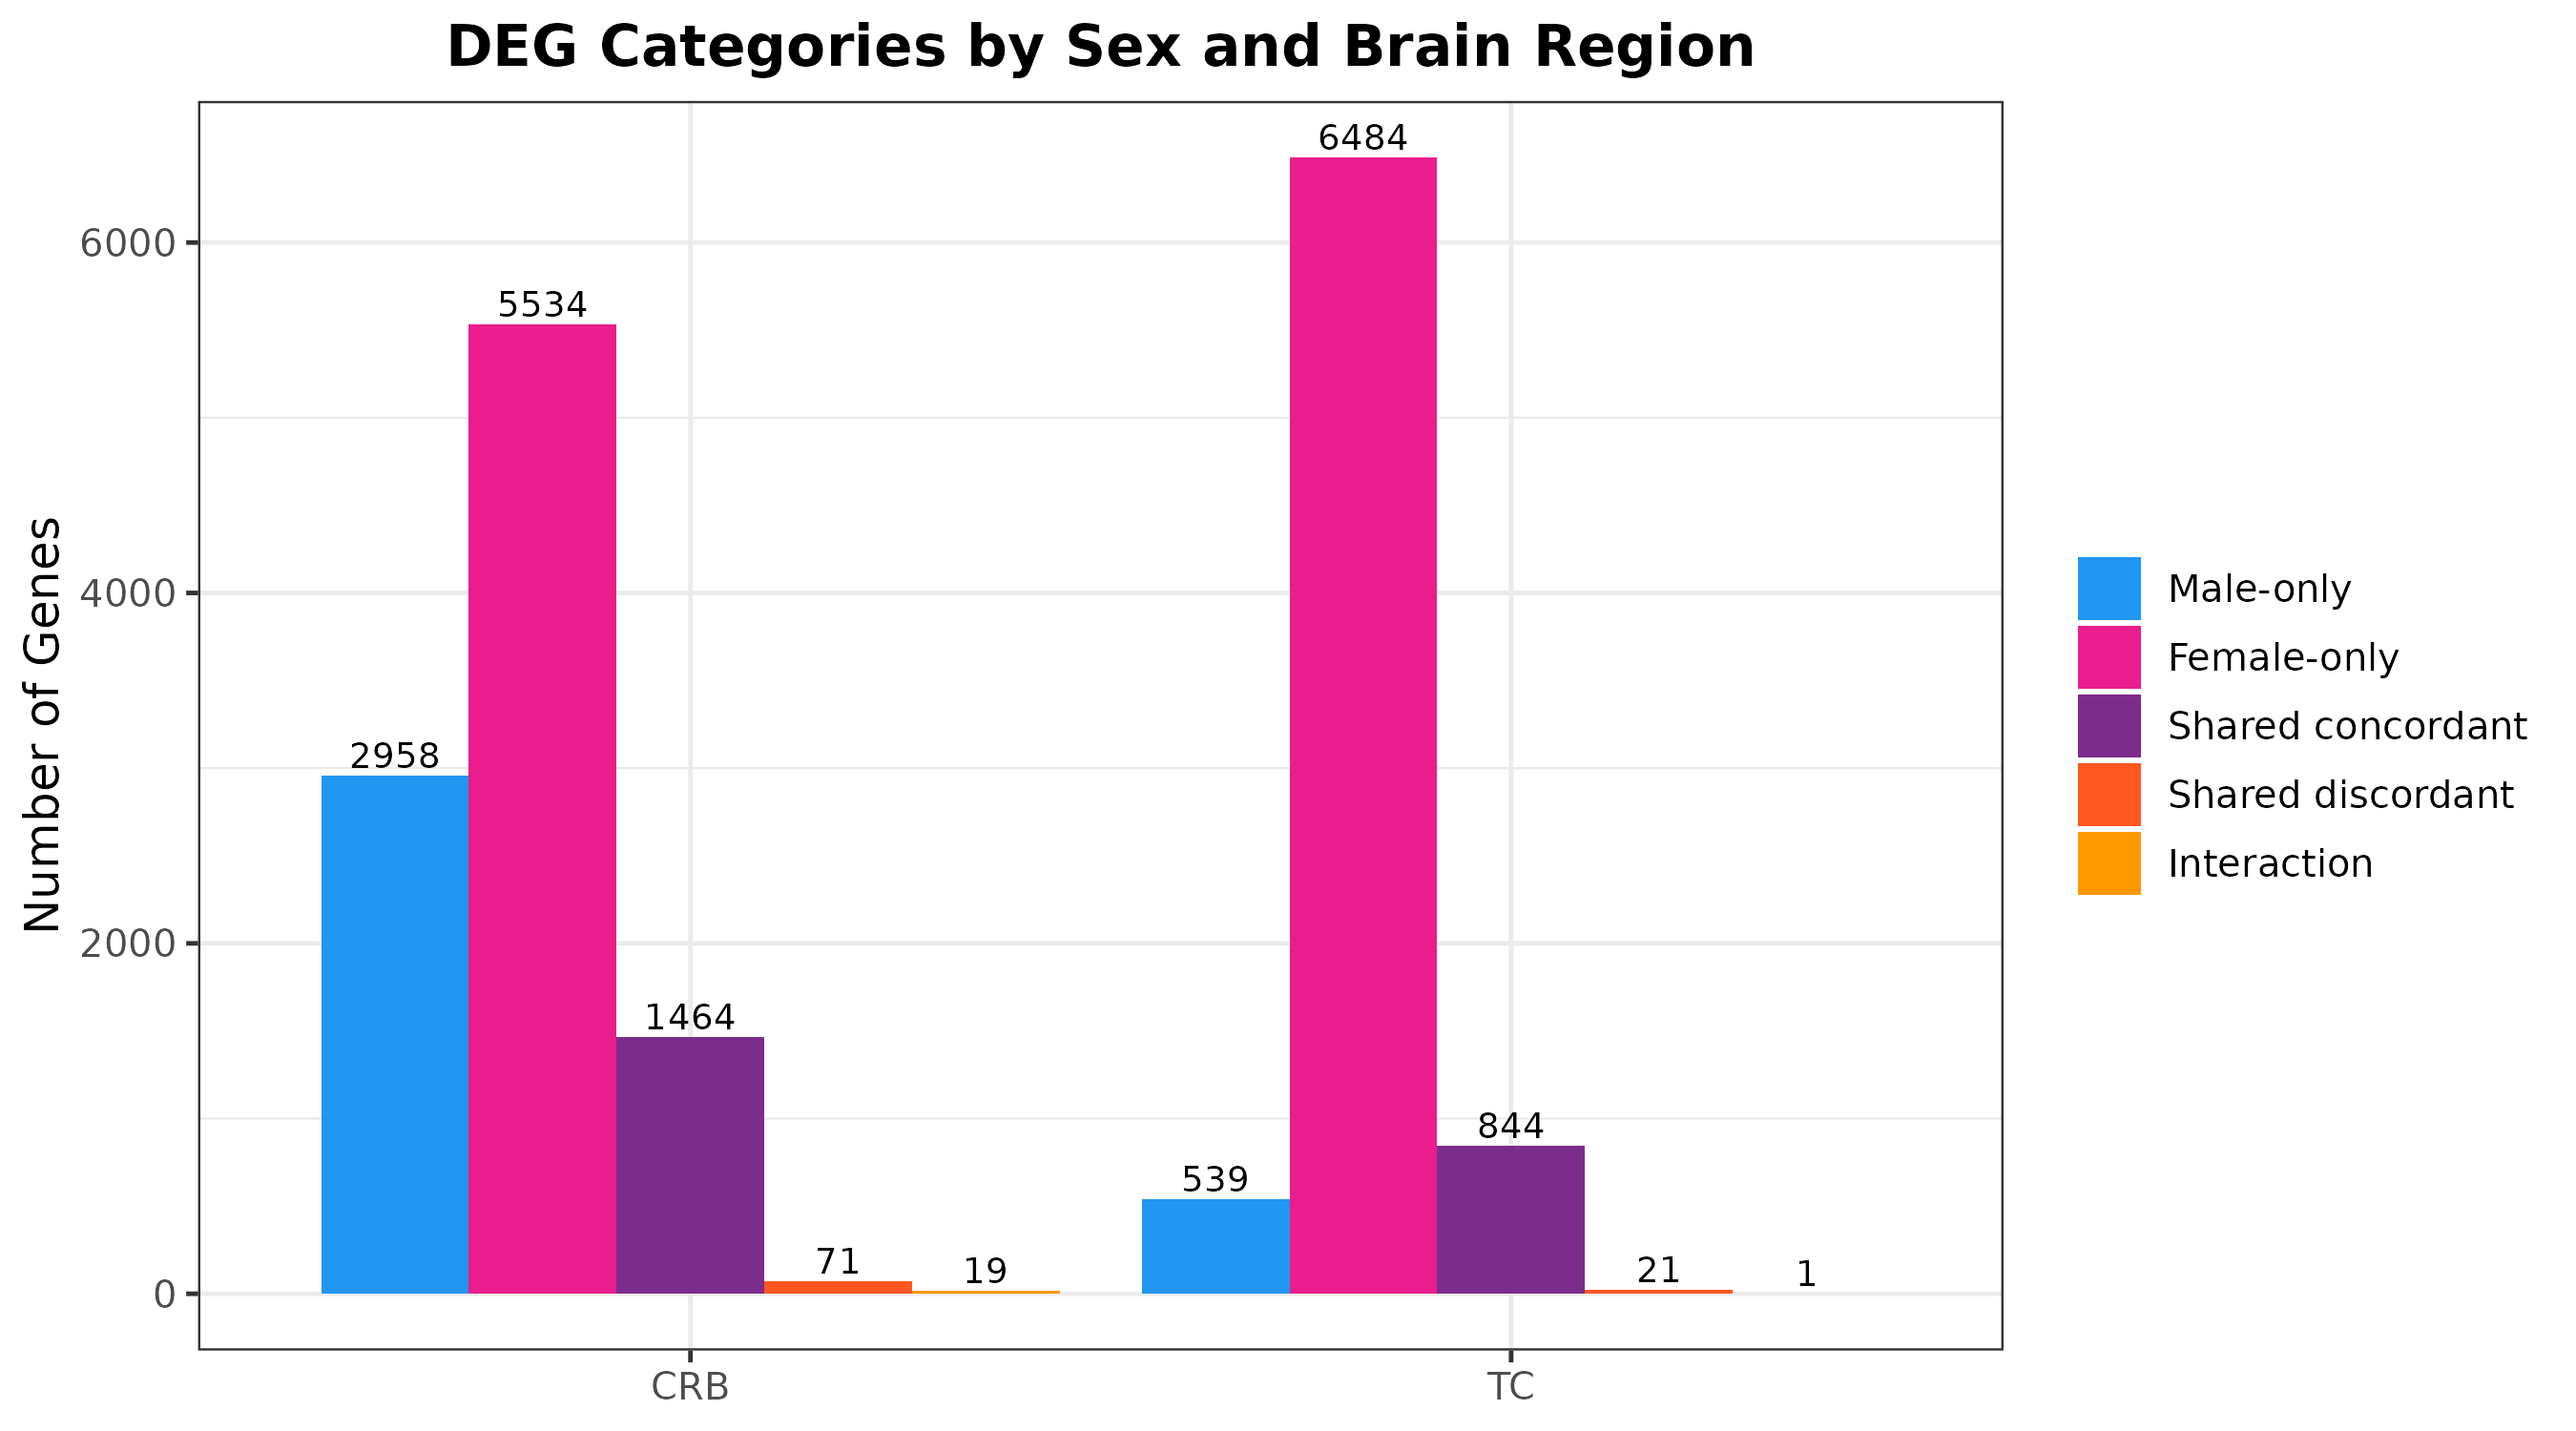 DEG Categories by Sex and Brain Region
Number of Genes
6000
4000
2000
0
2958
5534
1464
71
19
539
6484
844
21
1
CRB
TC
Male-only
Female-only
Shared concordant
Shared discordant
Interaction